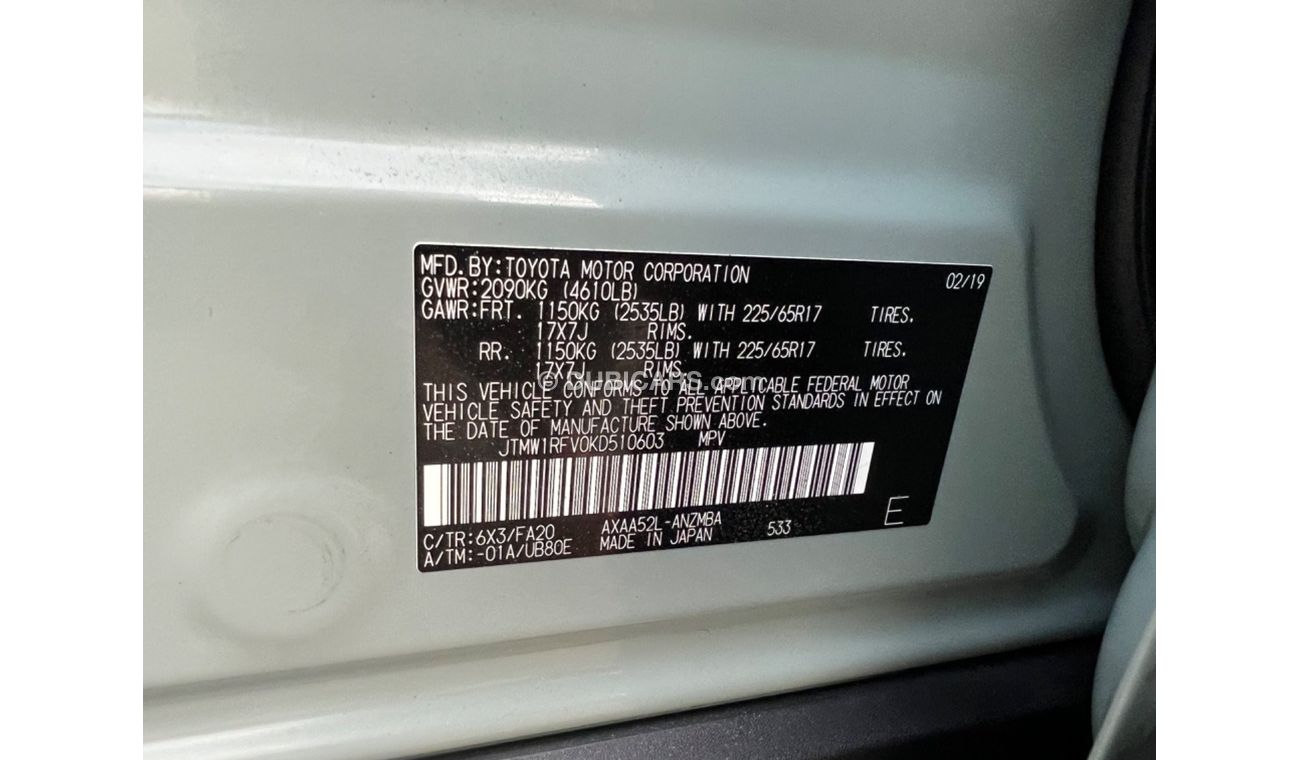 MFD.BY:TOYOTA MOTOR CORPORATION 02/19
GVWR:2090KG (4610LB)
GAWR:FRT. 1150KG (2535LB) WITH 225/65R17 TIRES.
17X7J RIMS.
RR. 1150KG (2535LB) WITH 225/65R17 TIRES.
17X7J RIMS.
© DUBICARS.com
THIS VEHICLE CONFORMS TO ALL APPLICABLE FEDERAL MOTOR
VEHICLE SAFETY AND THEFT PREVENTION STANDARDS IN EFFECT ON
THE DATE OF MANUFACTURE SHOWN ABOVE.
JTMW1RFV0KD510603 MPV
C/TR:6X3/FA20 AXAA52L-ANZMBA 533 E
A/TM:-01A/UB80E MADE IN JAPAN